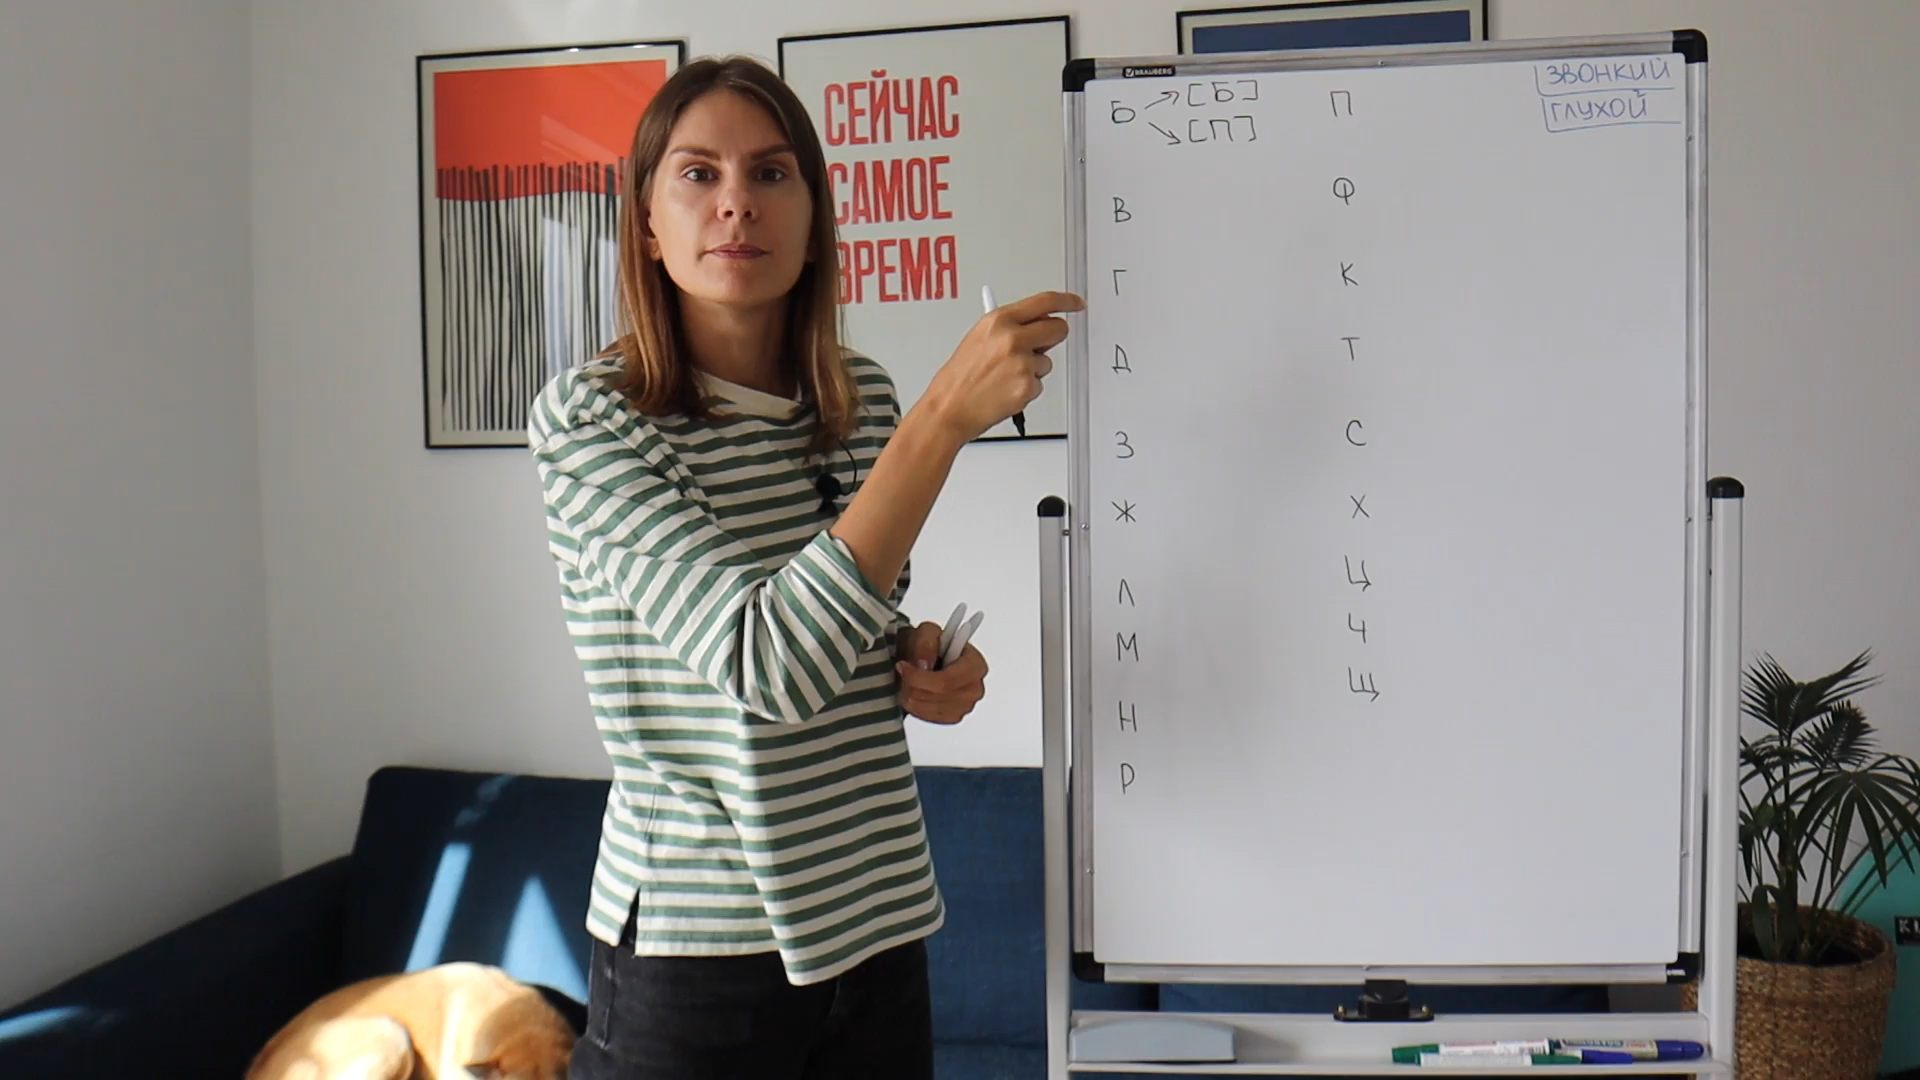 СЕЙЧАС
САМОЕ
ВРЕМЯ
BRAUBERG
ЗВОНКИЙ
ГЛУХОЙ
Б [Б] П
[П]
В Ф
Г К
Д Т
З С
Ж Х
Л Ц
М Ч
Н Щ
Р